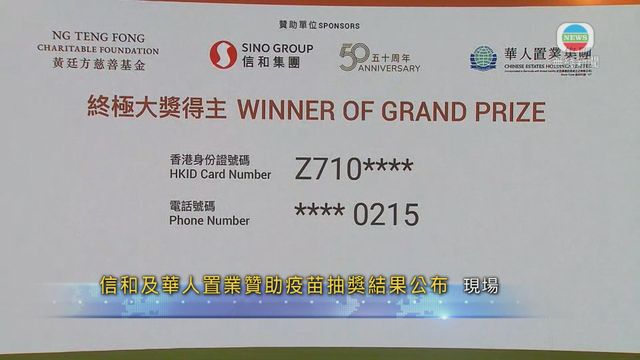 贊助單位 SPONSORS
NG TENG FONG
CHARITABLE FOUNDATION
黃廷方慈善基金
SINO GROUP
信和集團
50 五十周年
ANNIVERSARY
華人置業集團
CHINESE ESTATES HOLDINGS LIMITED
NEWS
終極大獎得主 WINNER OF GRAND PRIZE
香港身份證號碼
HKID Card Number
Z710****
電話號碼
Phone Number
**** 0215
信和及華人置業贊助疫苗抽獎結果公布 現場